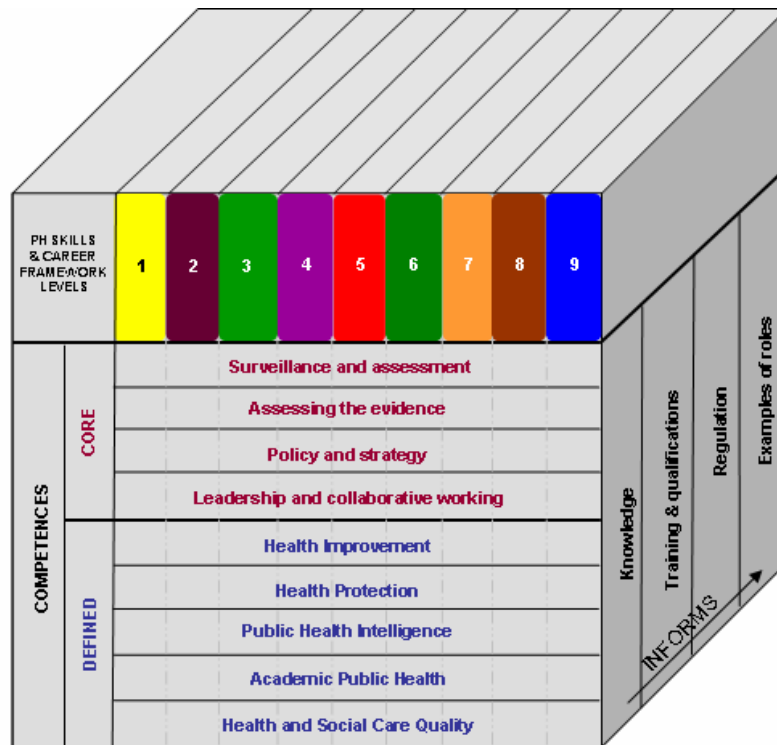 PH SKILLS
& CAREER
FRAMEWORK
LEVELS
1
2
3
4
5
6
7
8
9
COMPETENCES
CORE
Surveillance and assessment
Assessing the evidence
Policy and strategy
Leadership and collaborative working
DEFINED
Health Improvement
Health Protection
Public Health Intelligence
Academic Public Health
Health and Social Care Quality
Knowledge
Training & qualifications
Regulation
Examples of roles
INFORMS